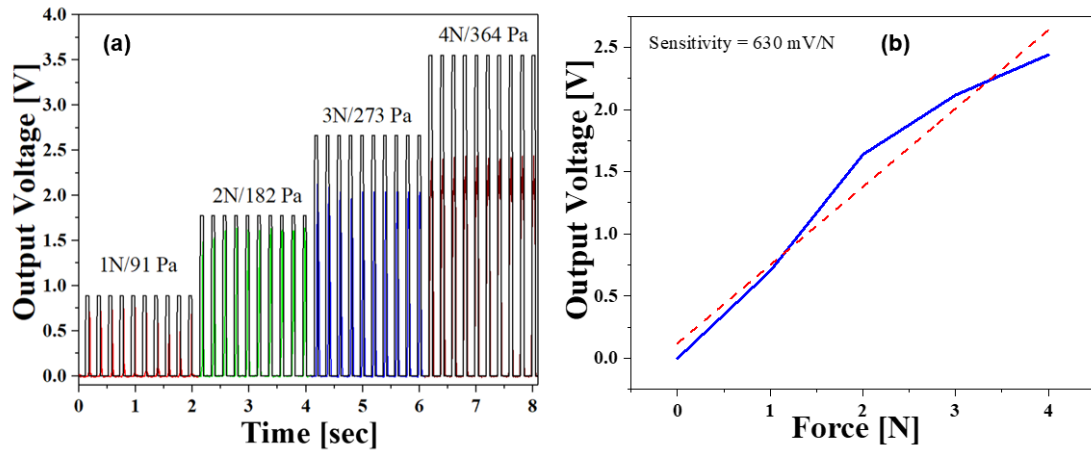 (a)
4N/364 Pa
3N/273 Pa
2N/182 Pa
1N/91 Pa
Output Voltage [V]
4.0
3.5
3.0
2.5
2.0
1.5
1.0
0.5
0.0
0 1 2 3 4 5 6 7 8
Time [sec]
Sensitivity = 630 mV/N
(b)
Output Voltage [V]
2.5
2.0
1.5
1.0
0.5
0.0
0 1 2 3 4
Force [N]